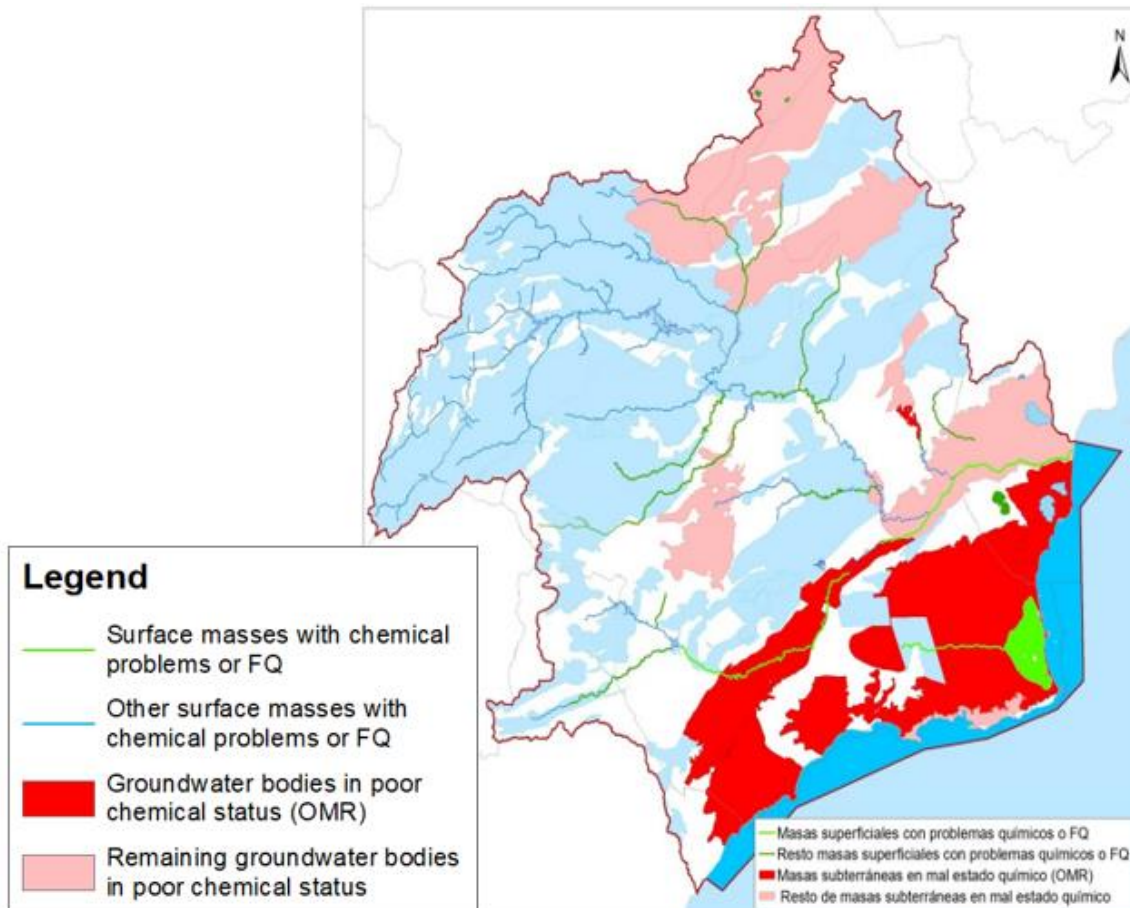 N
Legend
Surface masses with chemical
problems or FQ
Other surface masses with
chemical problems or FQ
Groundwater bodies in poor
chemical status (OMR)
Remaining groundwater bodies
in poor chemical status
Masas superficiales con problemas químicos o FQ
Resto masas superficiales con problemas químicos o FQ
Masas subterráneas en mal estado químico (OMR)
Resto de masas subterráneas en mal estado químico